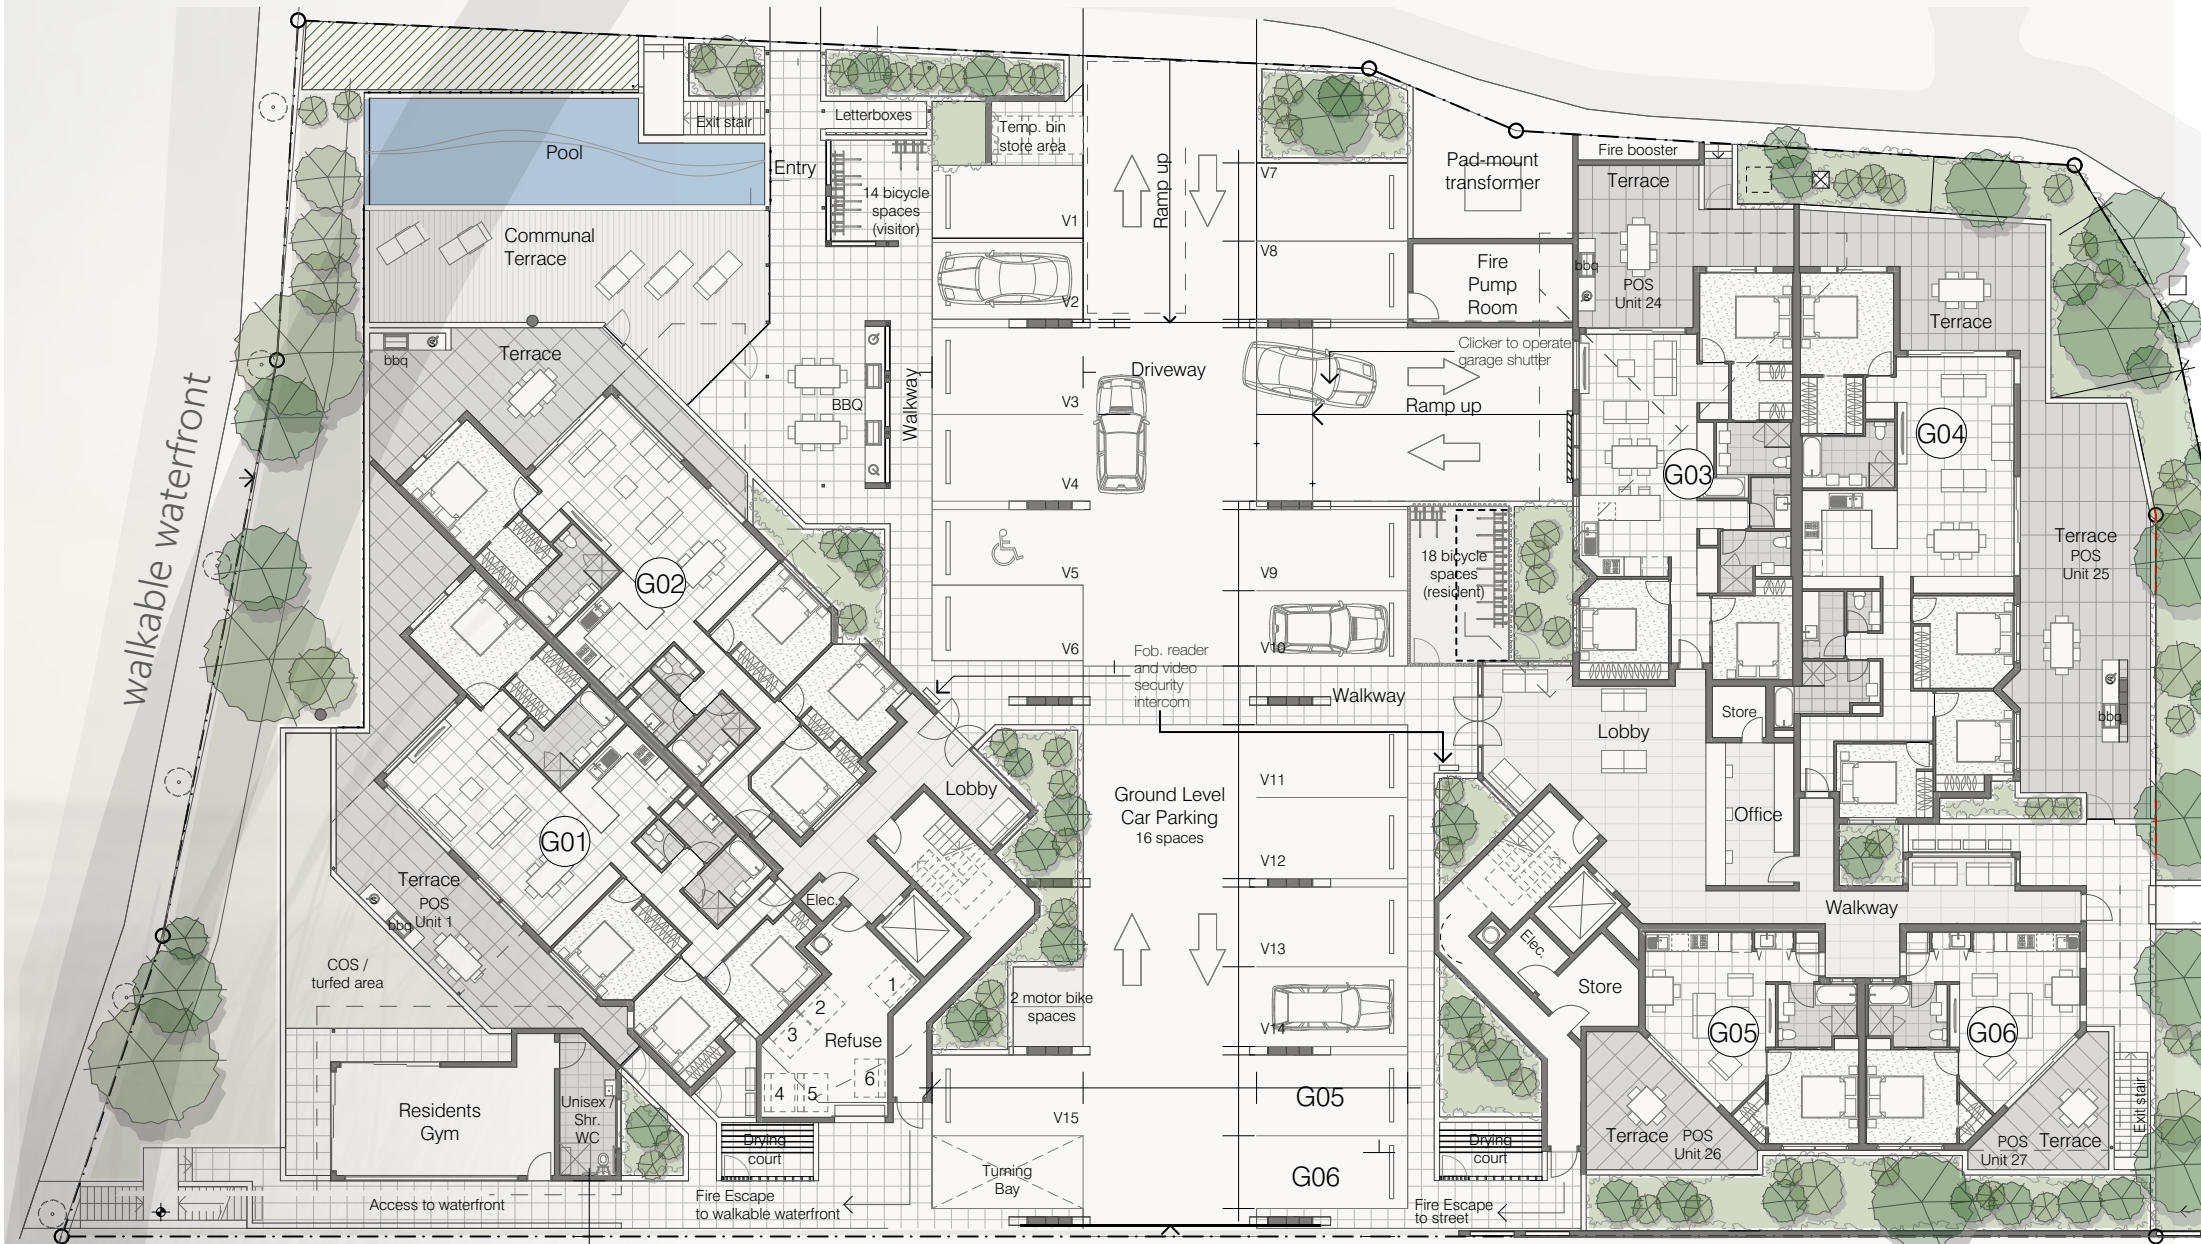 Exit stair
Letterboxes
Temp. bin
store area
Pool
Entry
14 bicycle
spaces
(visitor)
Ramp up
V1
V7
Pad-mount
transformer
Fire booster
Terrace
Communal
Terrace
V2
V8
Fire
Pump
Room
bbq
POS
Unit 24
Terrace
bbq
Terrace
BBQ
Walkway
V3
Driveway
Clicker to operate
garage shutter
Ramp up
V4
G03
G04
walkable waterfront
G02
V5
V6
V9
V10
18 bicycle
spaces
(resident)
Terrace
POS
Unit 25
Fob. reader
and video
security
intercom
Walkway
Lobby
Store
bbq
Lobby
Ground Level
Car Parking
16 spaces
V11
V12
Office
G01
Terrace
POS
Unit 1
bbq
Elec.
Walkway
COS /
turfed area
1
2
3
Refuse
4
5
6
2 motor bike
spaces
V13
V14
Elec.
Store
G05
G06
Residents
Gym
Unisex /
Shr.
WC
Drying
court
V15
Turning
Bay
G05
G06
Drying
court
Terrace
POS
Unit 26
POS
Unit 27
Terrace
Exit stair
Access to waterfront
Fire Escape
to walkable waterfront
Fire Escape
to street